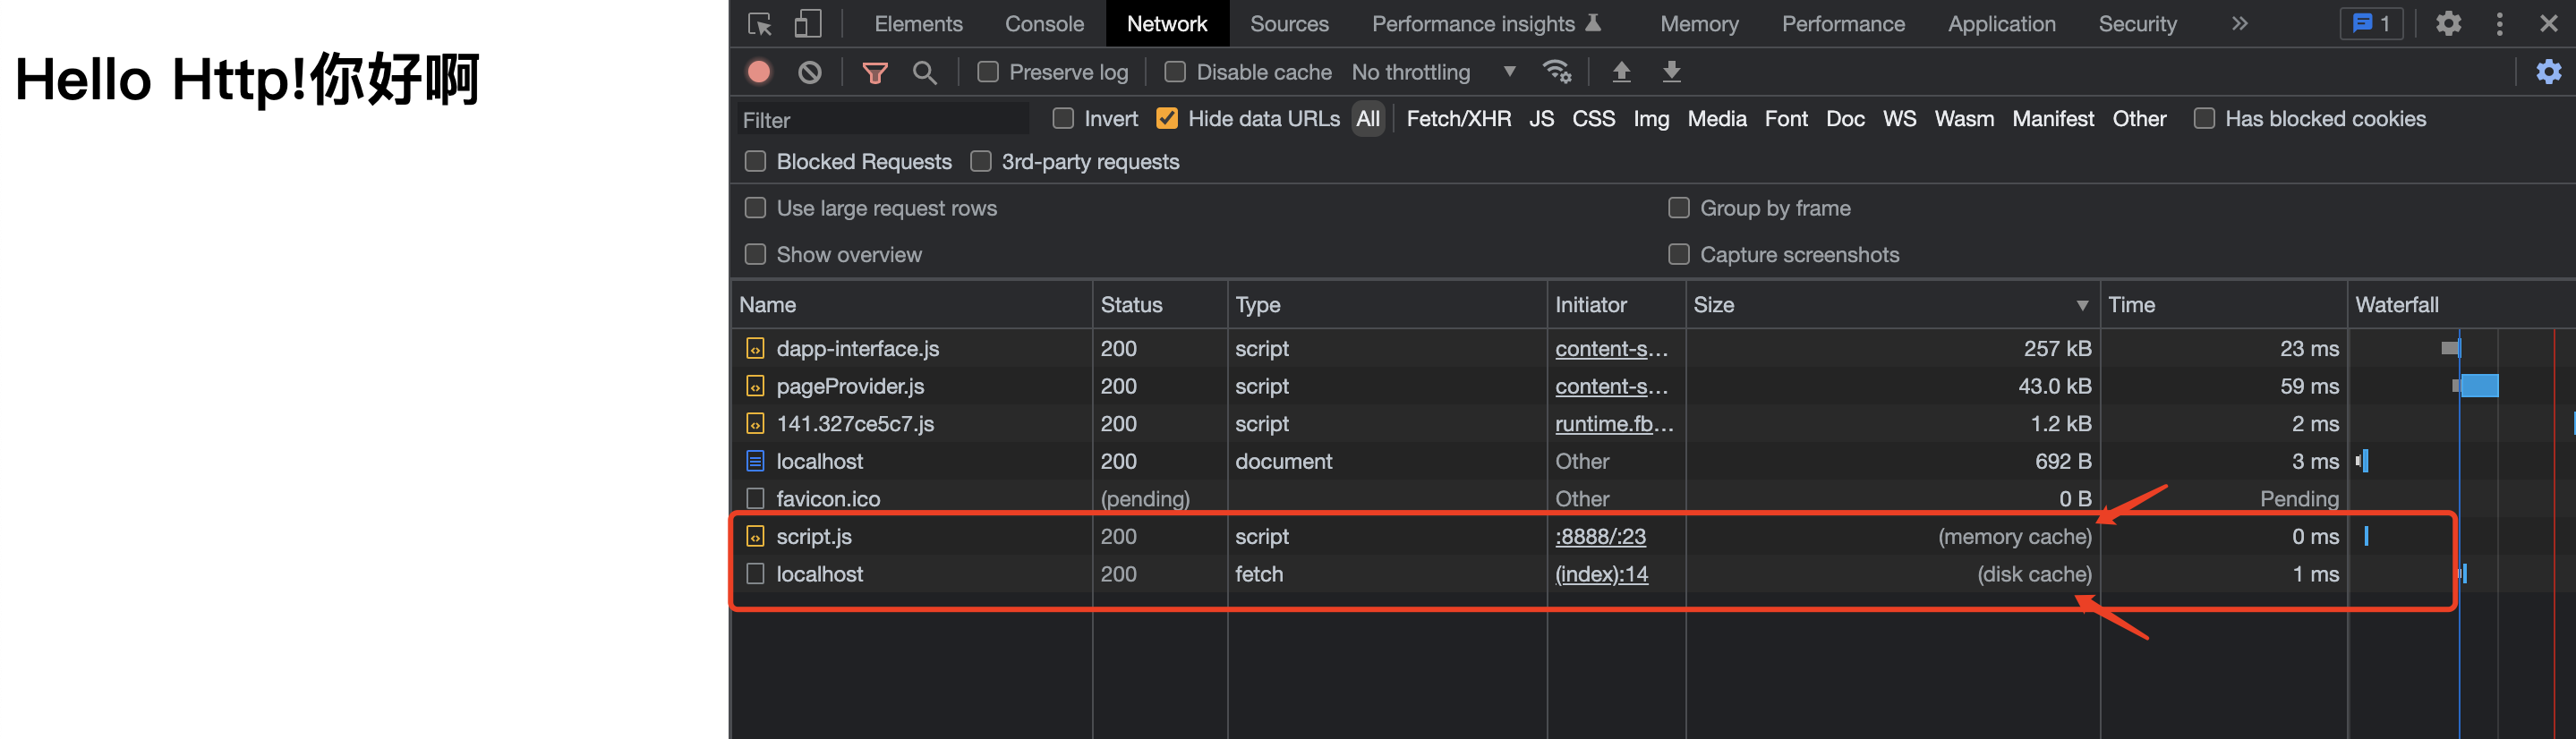 Hello Http!你好啊
Elements Console Network Sources Performance insights Memory Performance Application Security » 1
Preserve log Disable cache No throttling
Filter Invert Hide data URLs All Fetch/XHR JS CSS Img Media Font Doc WS Wasm Manifest Other Has blocked cookies
Blocked Requests 3rd-party requests
Use large request rows Group by frame
Show overview Capture screenshots
Name Status Type Initiator Size Time Waterfall
dapp-interface.js 200 script content-s... 257 kB 23 ms
pageProvider.js 200 script content-s... 43.0 kB 59 ms
141.327ce5c7.js 200 script runtime.fb... 1.2 kB 2 ms
localhost 200 document Other 692 B 3 ms
favicon.ico (pending) Other 0 B Pending
script.js 200 script :8888/:23 (memory cache) 0 ms
localhost 200 fetch (index):14 (disk cache) 1 ms